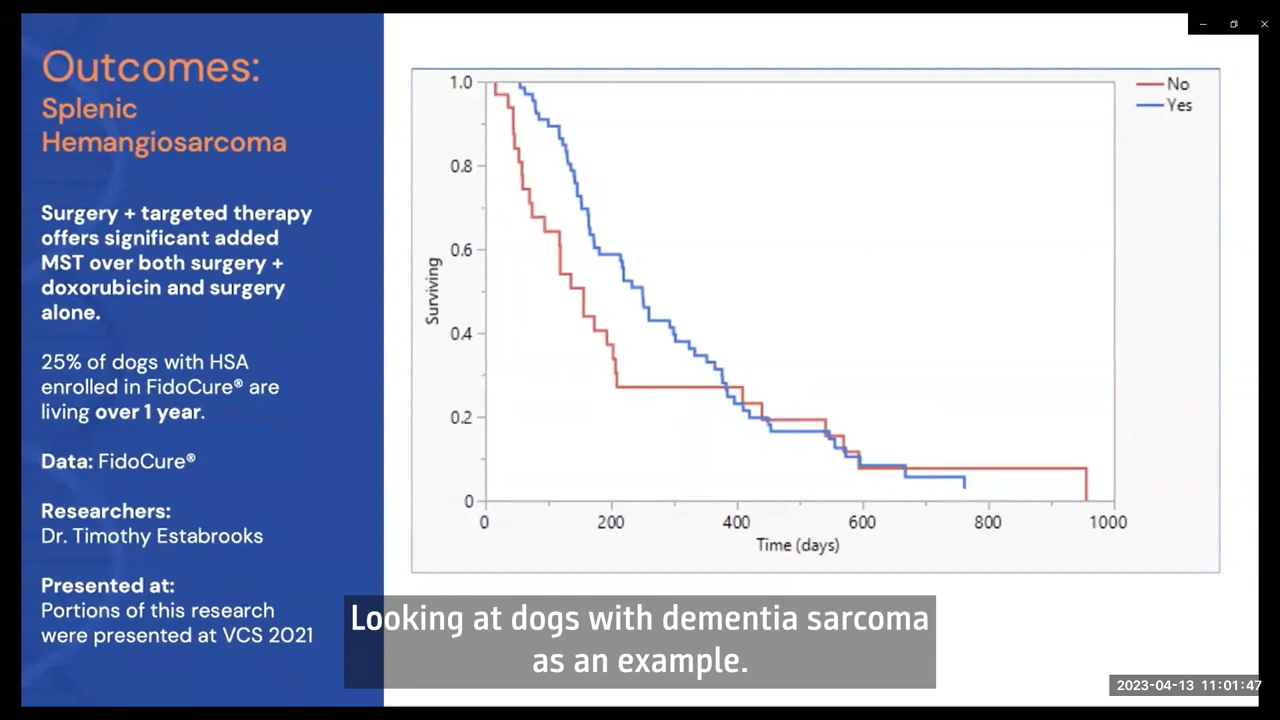 Outcomes:
Splenic
Hemangiosarcoma
Surgery + targeted therapy
offers significant added
MST over both surgery +
doxorubicin and surgery
alone.
25% of dogs with HSA
enrolled in FidoCure® are
living over 1 year.
Data: FidoCure®
Researchers:
Dr. Timothy Estabrooks
Presented at:
Portions of this research
were presented at VCS 2021
No
Yes
1.0
0.8
0.6
0.4
0.2
0
Surviving
0 200 400 600 800 1000
Time (days)
Looking at dogs with dementia sarcoma
as an example.
2023-04-13 11:01:47